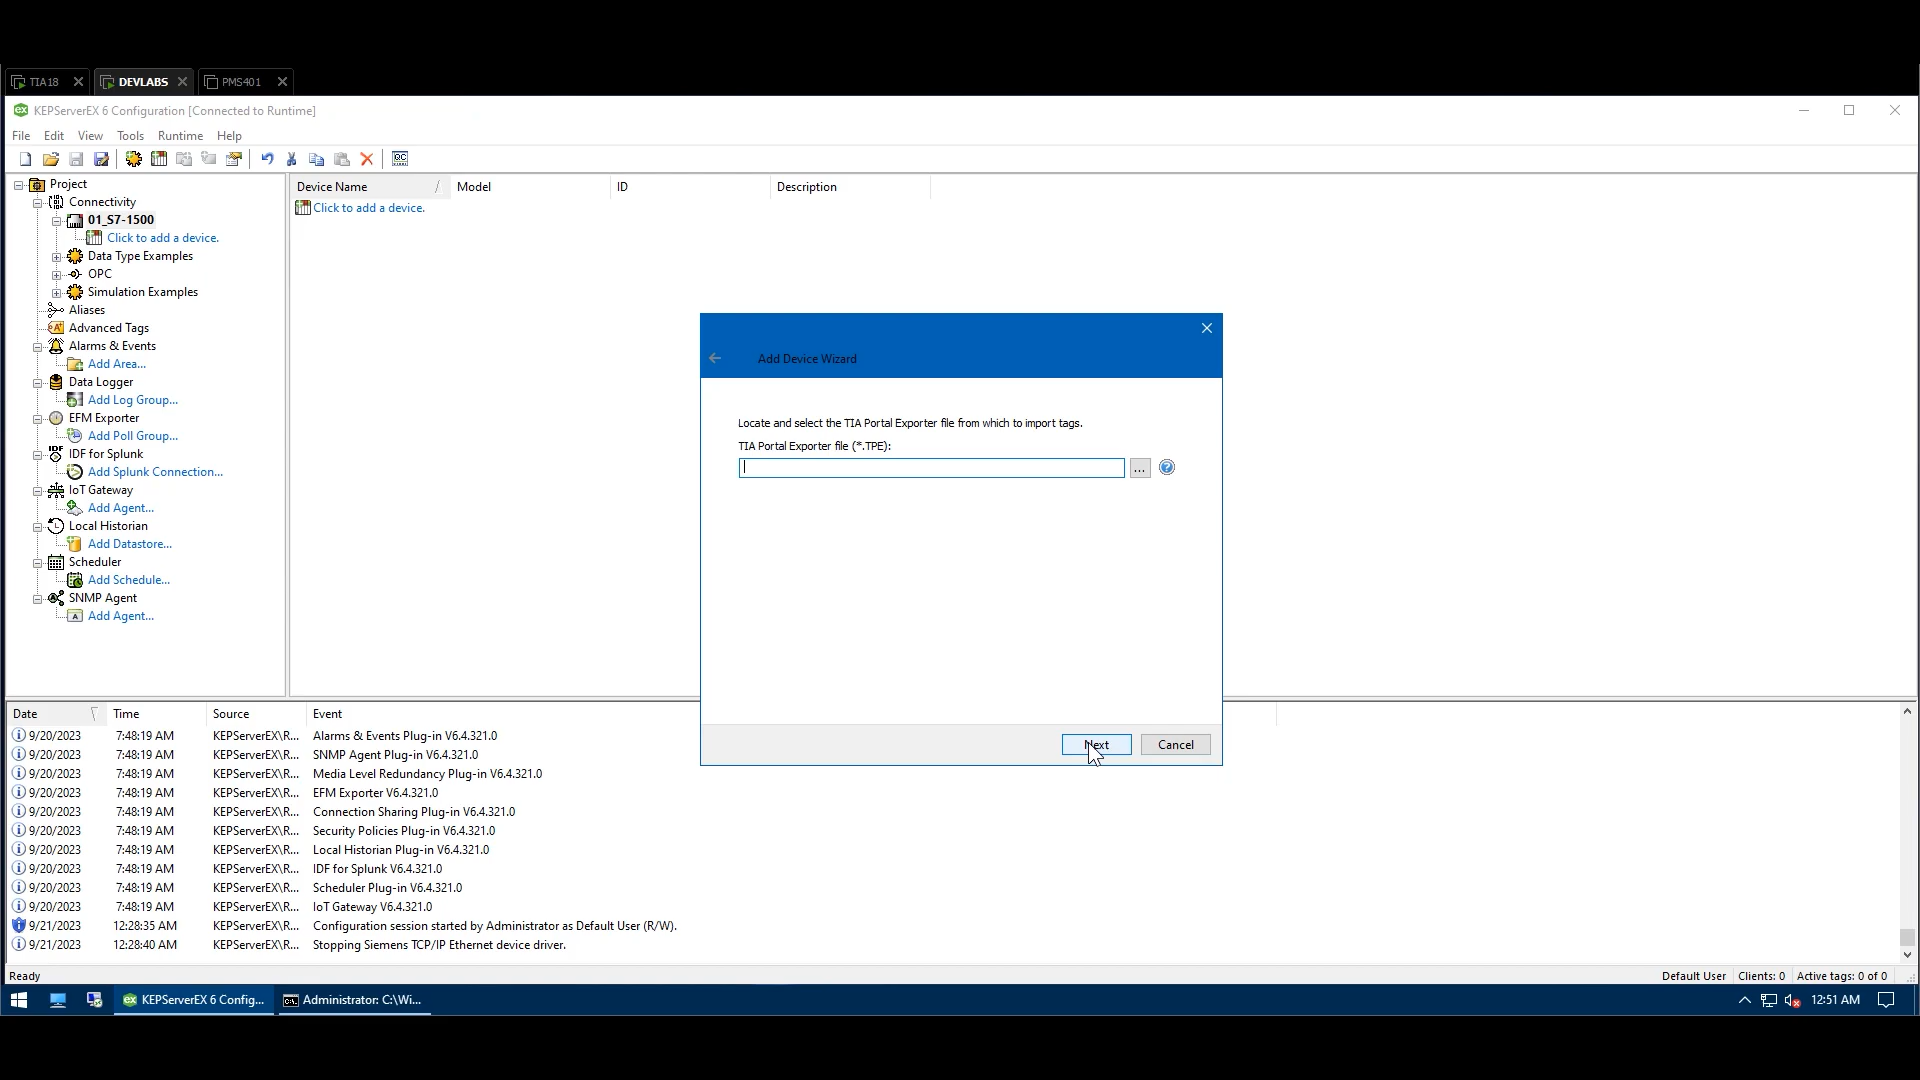 TIA18
DEVLABS
PMS401
KEPServerEX 6 Configuration [Connected to Runtime]
File Edit View Tools Runtime Help
Project
Connectivity
01_S7-1500
Click to add a device.
Data Type Examples
OPC
Simulation Examples
Aliases
Advanced Tags
Alarms & Events
Add Area...
Data Logger
Add Log Group...
EFM Exporter
Add Poll Group...
IDF for Splunk
Add Splunk Connection...
IoT Gateway
Add Agent...
Local Historian
Add Datastore...
Scheduler
Add Schedule...
SNMP Agent
Add Agent...
Device Name Model ID Description
Click to add a device.
Add Device Wizard
Locate and select the TIA Portal Exporter file from which to import tags.
TIA Portal Exporter file (*.TPE):
...
Next Cancel
Date Time Source Event
9/20/2023 7:48:19 AM KEPServerEX\R... Alarms & Events Plug-in V6.4.321.0
9/20/2023 7:48:19 AM KEPServerEX\R... SNMP Agent Plug-in V6.4.321.0
9/20/2023 7:48:19 AM KEPServerEX\R... Media Level Redundancy Plug-in V6.4.321.0
9/20/2023 7:48:19 AM KEPServerEX\R... EFM Exporter V6.4.321.0
9/20/2023 7:48:19 AM KEPServerEX\R... Connection Sharing Plug-in V6.4.321.0
9/20/2023 7:48:19 AM KEPServerEX\R... Security Policies Plug-in V6.4.321.0
9/20/2023 7:48:19 AM KEPServerEX\R... Local Historian Plug-in V6.4.321.0
9/20/2023 7:48:19 AM KEPServerEX\R... IDF for Splunk V6.4.321.0
9/20/2023 7:48:19 AM KEPServerEX\R... Scheduler Plug-in V6.4.321.0
9/20/2023 7:48:19 AM KEPServerEX\R... IoT Gateway V6.4.321.0
9/21/2023 12:28:35 AM KEPServerEX\R... Configuration session started by Administrator as Default User (R/W).
9/21/2023 12:28:40 AM KEPServerEX\R... Stopping Siemens TCP/IP Ethernet device driver.
Ready Default User Clients: 0 Active tags: 0 of 0
KEPServerEX 6 Config... Administrator: C:\Wi... 12:51 AM